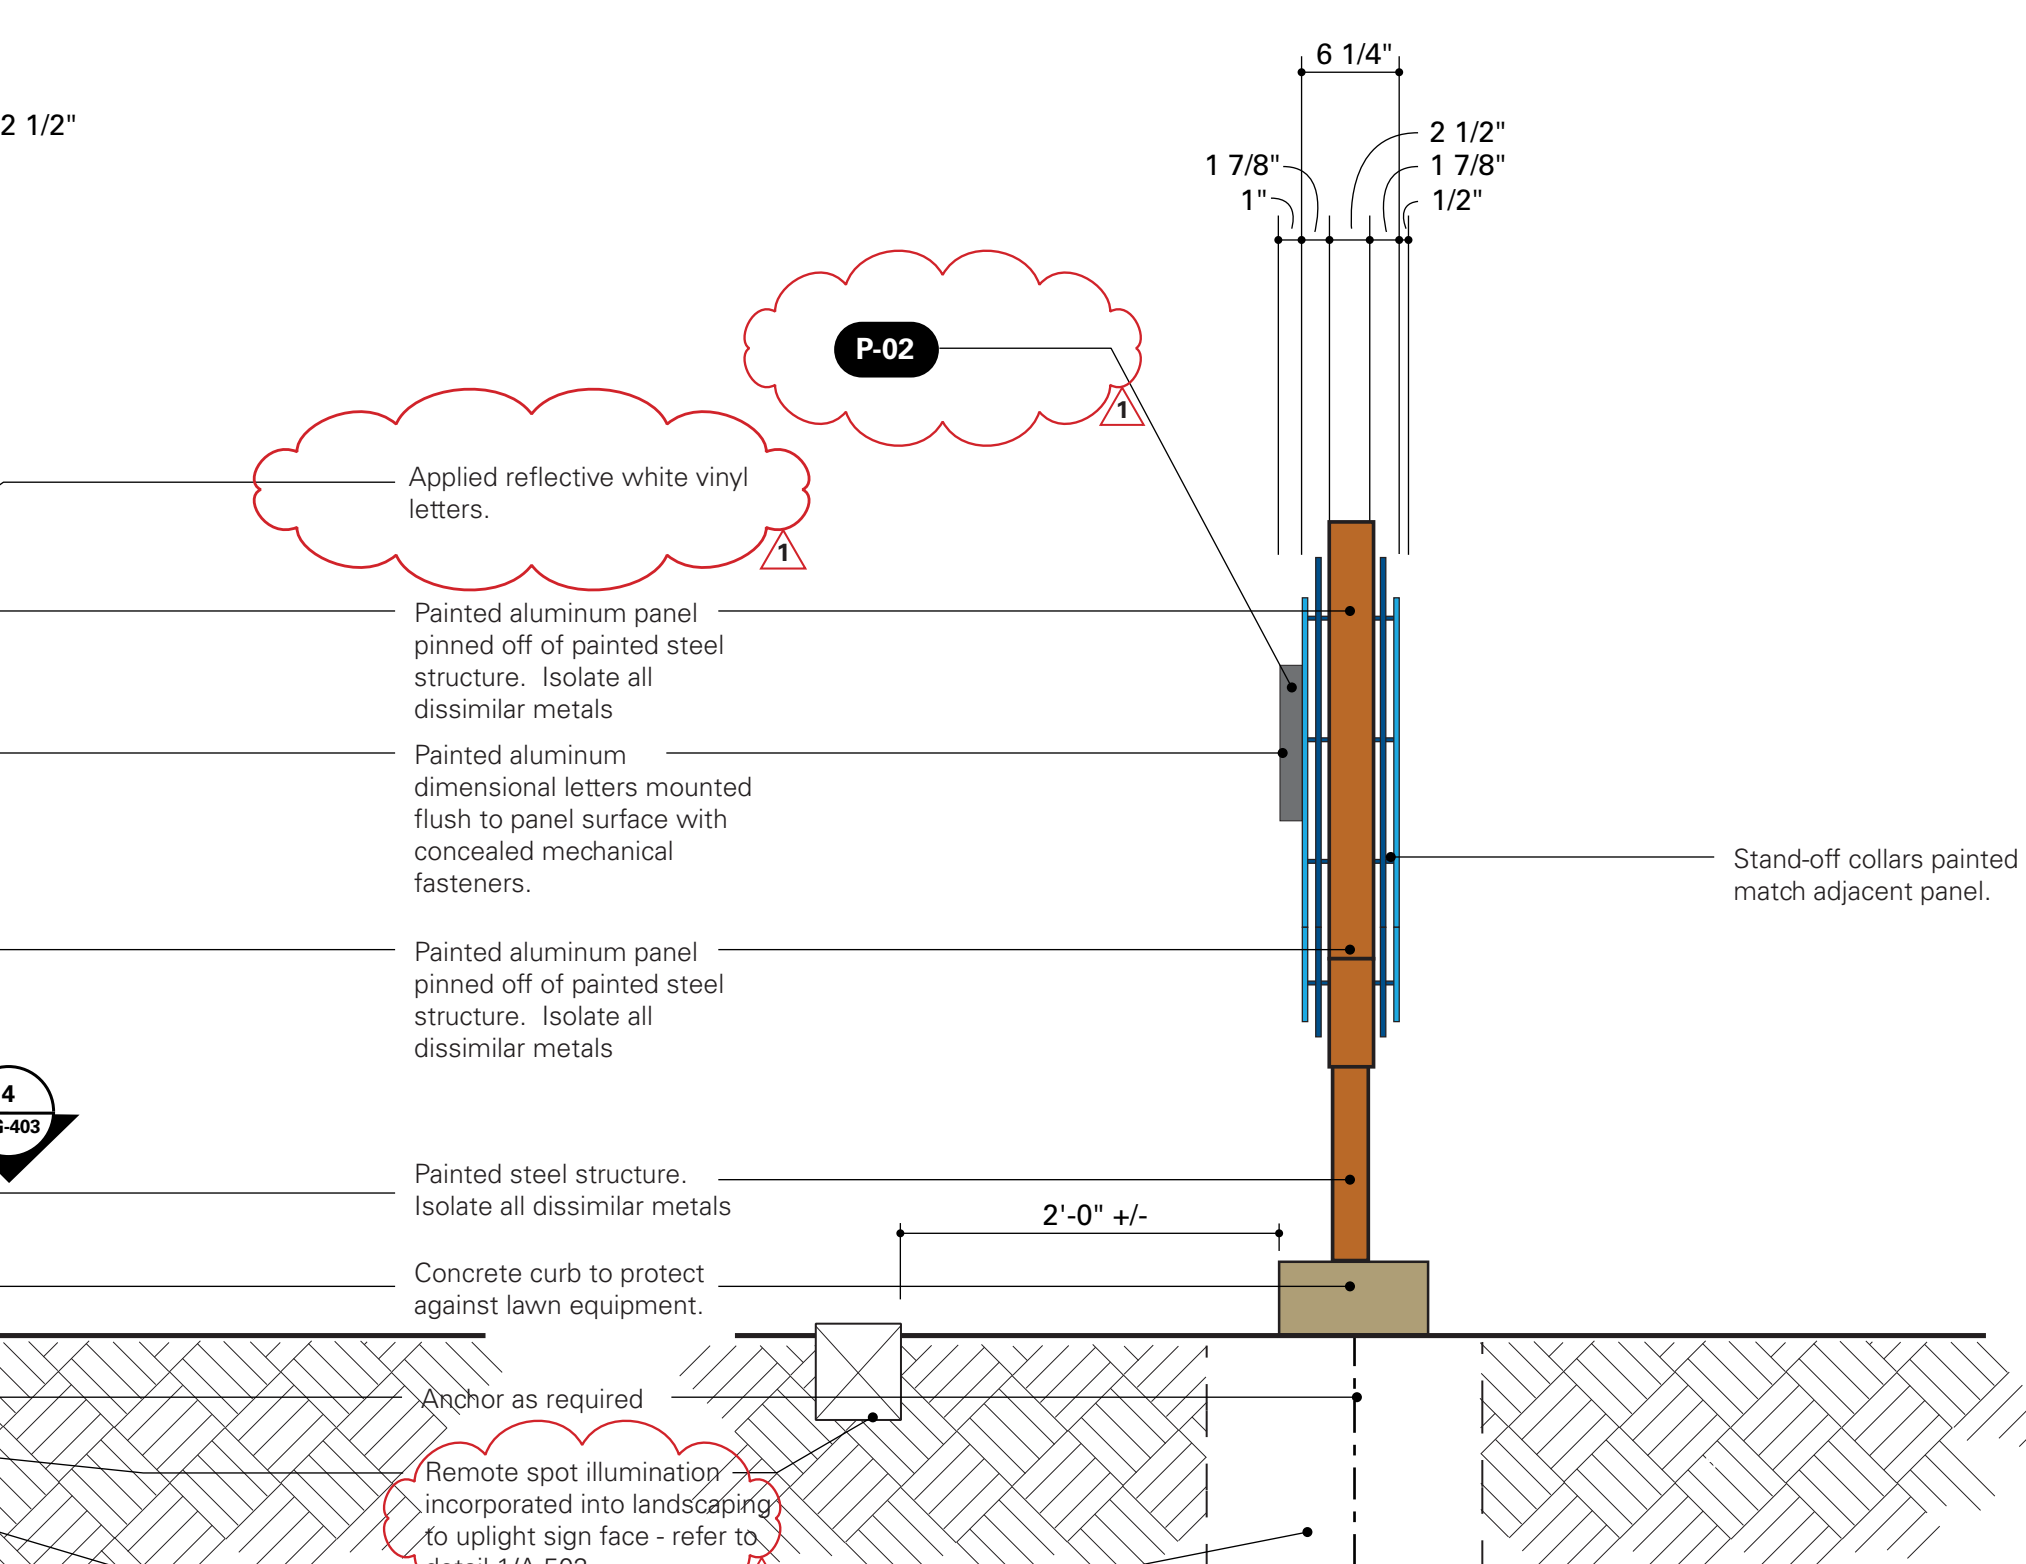 6 1/4"
2 1/2"
2 1/2"
1 7/8"
1 7/8"
1"
1/2"
P-02
1
Applied reflective white vinyl
letters.
1
Painted aluminum panel
pinned off of painted steel
structure.  Isolate all
dissimilar metals
Painted aluminum
dimensional letters mounted
flush to panel surface with
concealed mechanical
fasteners.
Stand-off collars painted
match adjacent panel.
Painted aluminum panel
pinned off of painted steel
structure.  Isolate all
dissimilar metals
4
-403
Painted steel structure.
Isolate all dissimilar metals
2'-0" +/-
Concrete curb to protect
against lawn equipment.
Anchor as required
Remote spot illumination
incorporated into landscaping
to uplight sign face - refer to